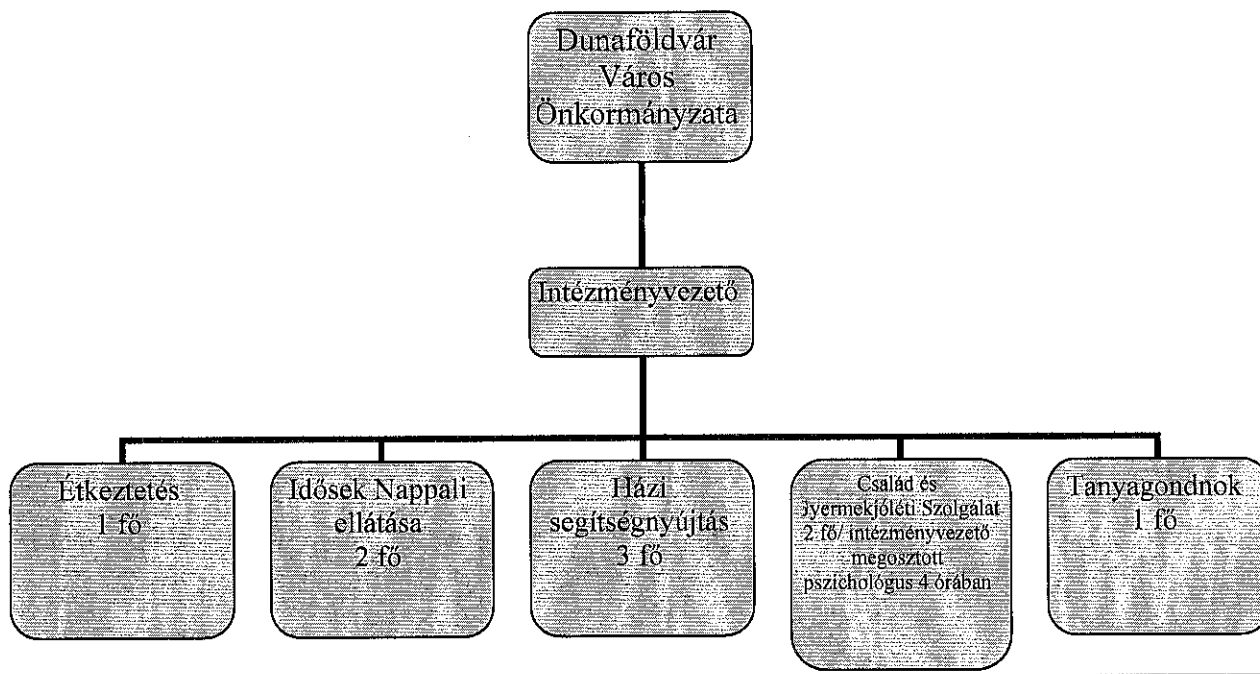 Dunaföldvár
Város
Önkormányzata
Intézményvezető
Étkeztetés
1 fő
Idősek Nappali
ellátása
2 fő
Házi
segítségnyújtás
3 fő
Család és
Gyermekjóléti Szolgálat
2 fő/ intézményvezető
megosztott
pszichológus 4 órában
Tanyagondnok
1 fő